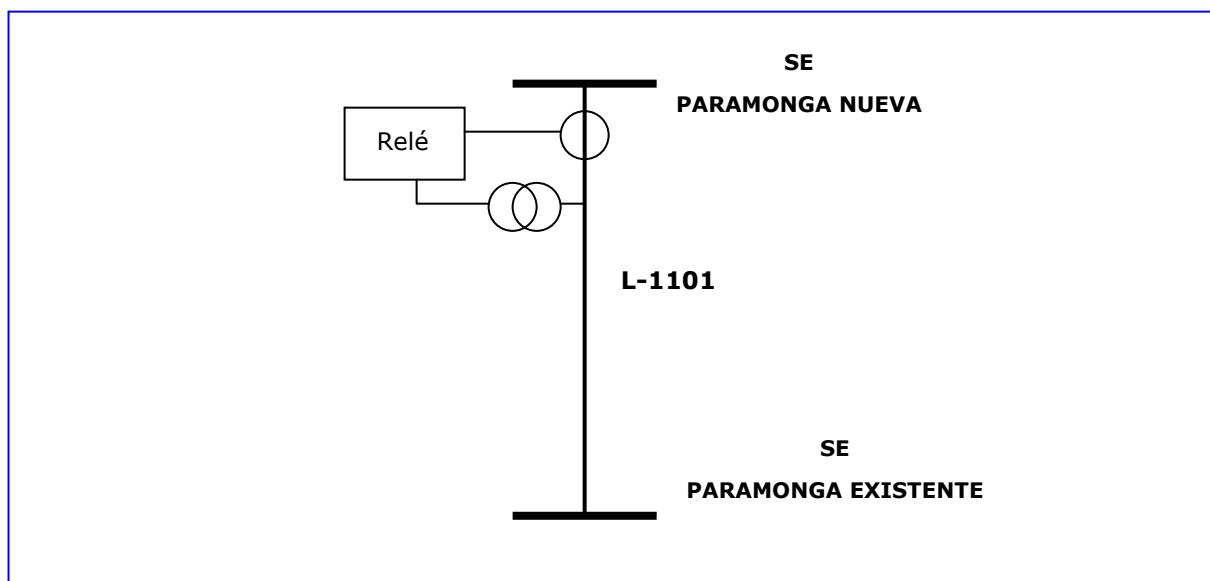 SE
PARAMONGA NUEVA
Relé
L-1101
SE
PARAMONGA EXISTENTE